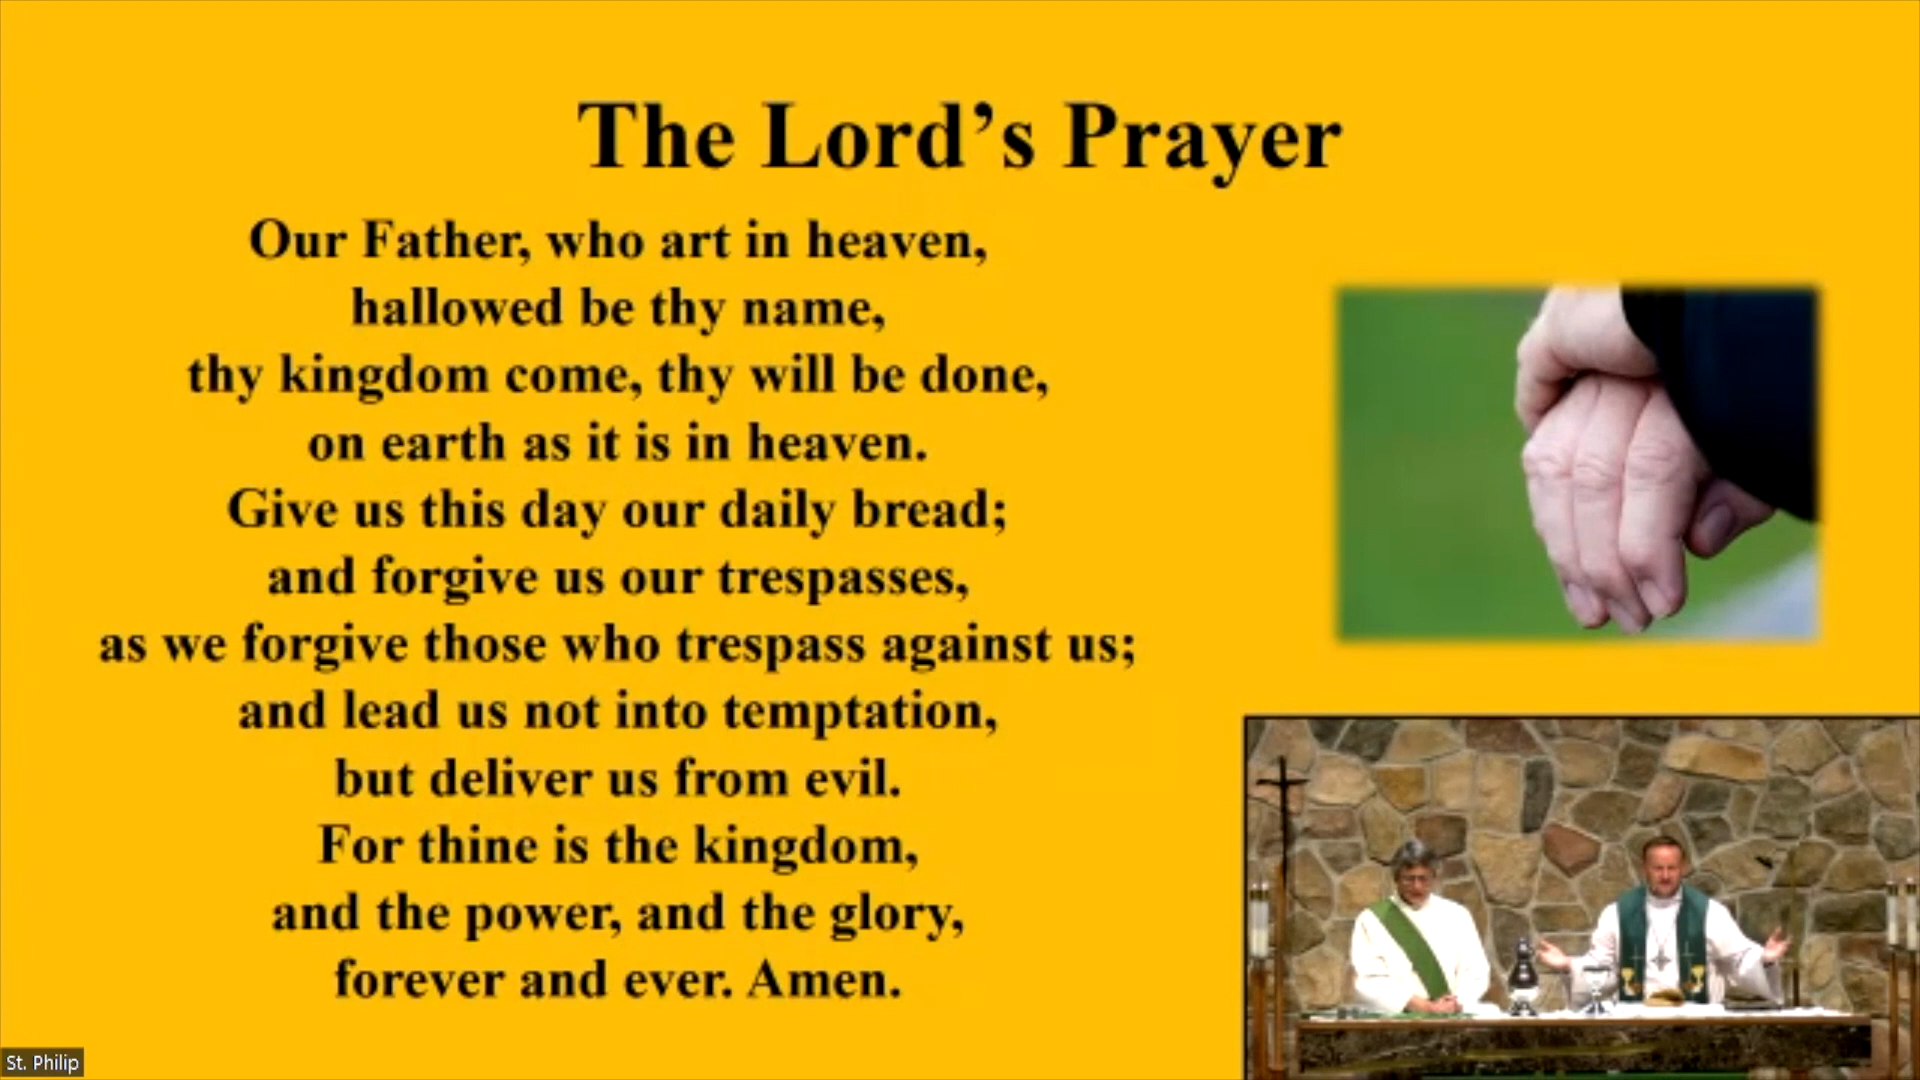 The Lord’s Prayer
Our Father, who art in heaven,
hallowed be thy name,
thy kingdom come, thy will be done,
on earth as it is in heaven.
Give us this day our daily bread;
and forgive us our trespasses,
as we forgive those who trespass against us;
and lead us not into temptation,
but deliver us from evil.
For thine is the kingdom,
and the power, and the glory,
forever and ever. Amen.
St. Philip